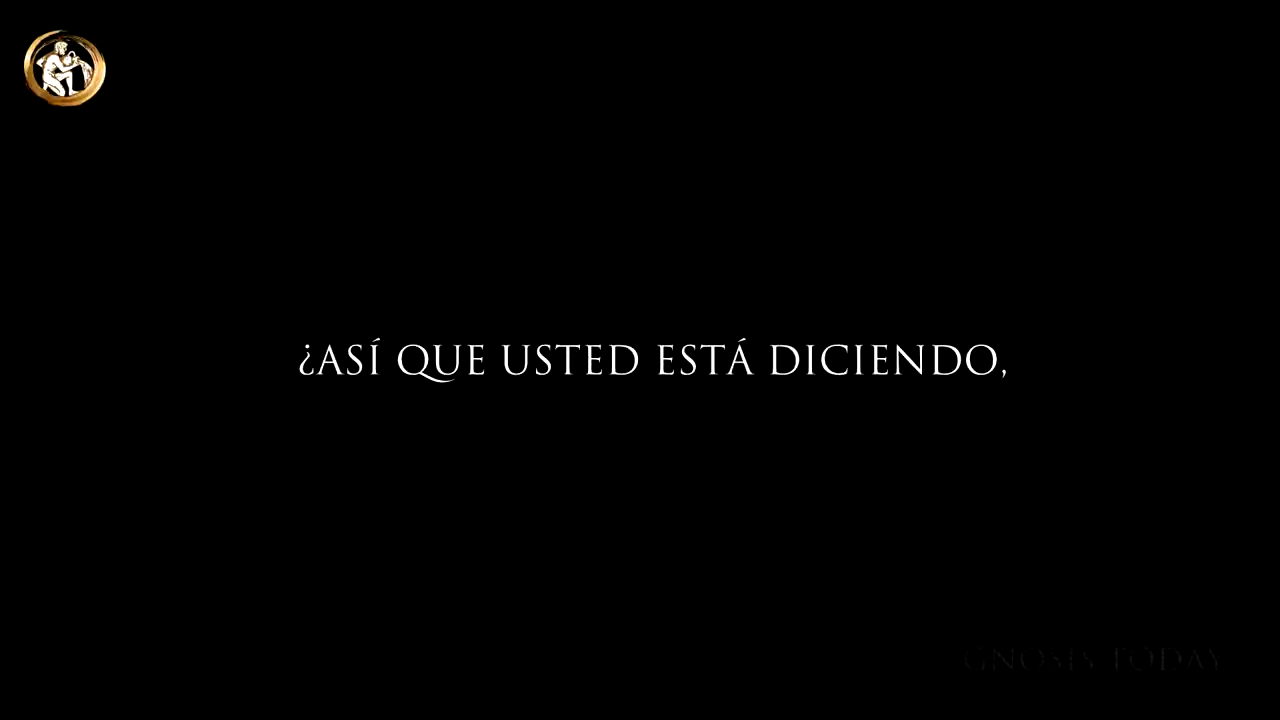 ¿ASÍ QUE USTED ESTÁ DICIENDO,
GNOSIS TODAY